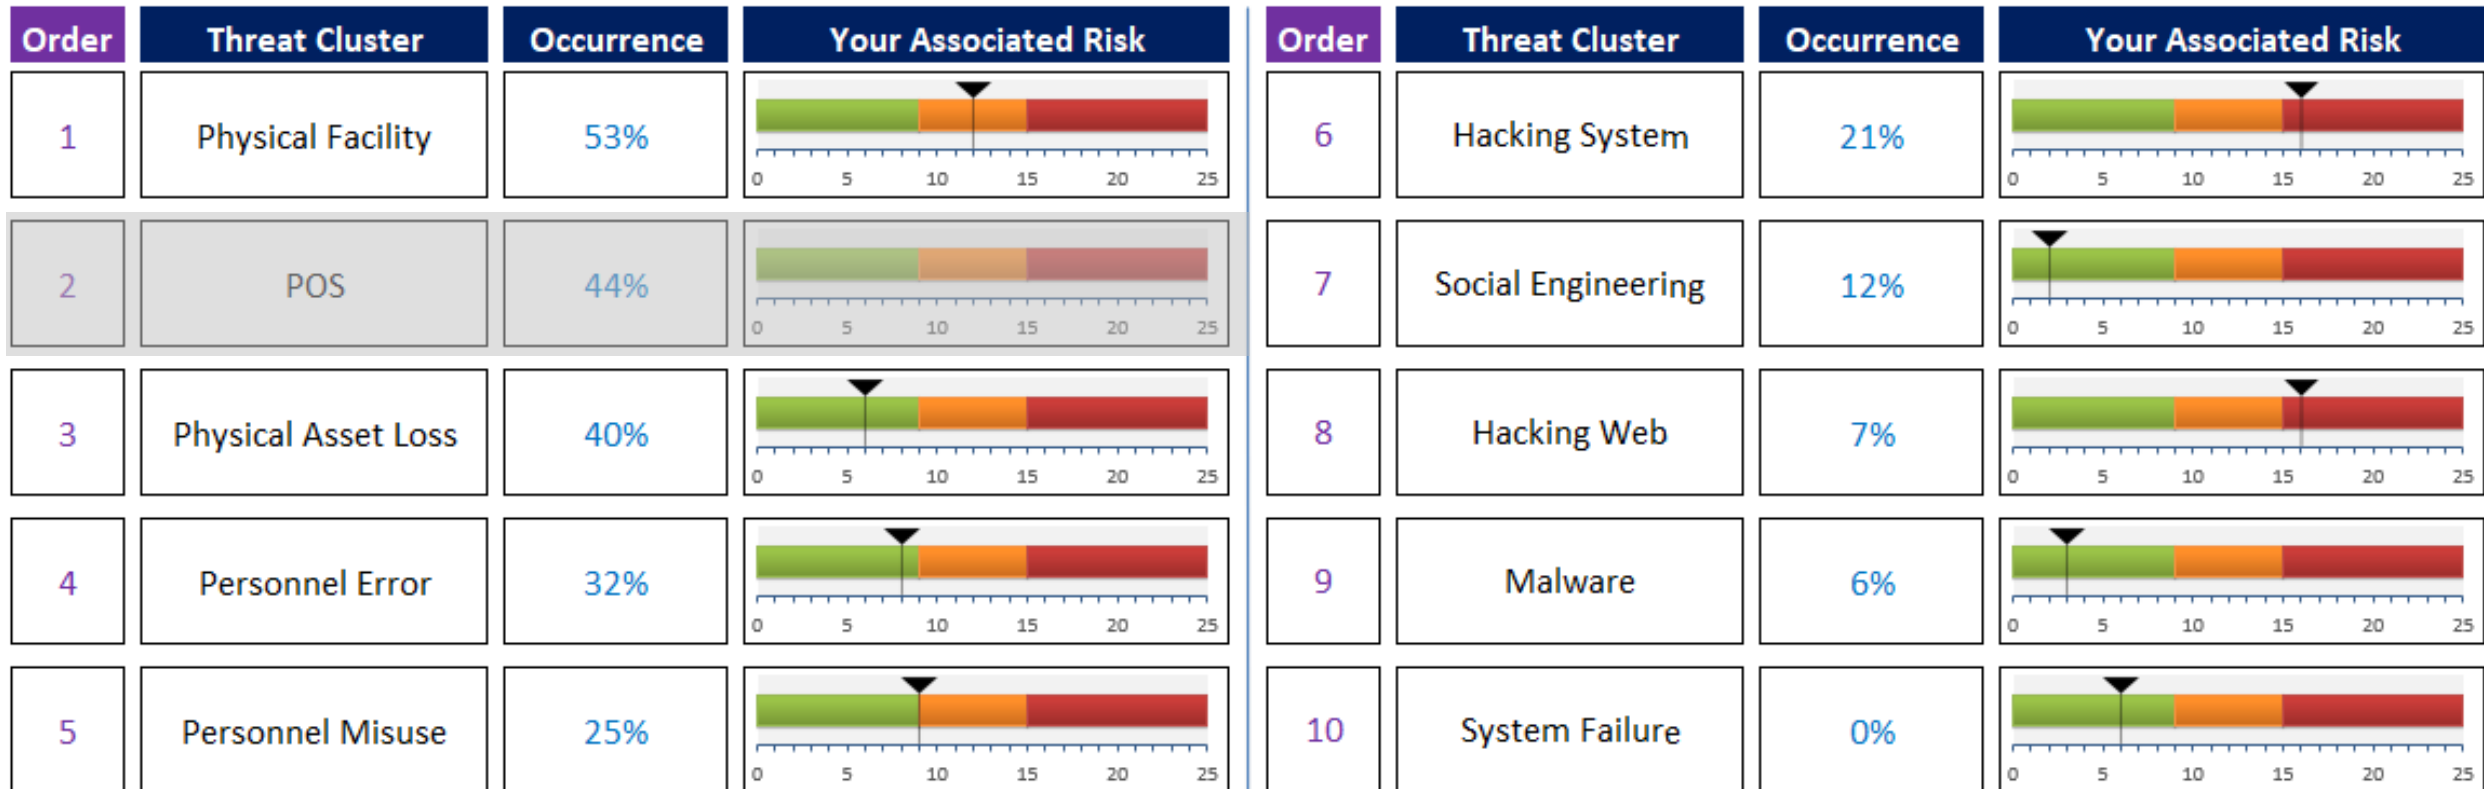 Order Threat Cluster Occurrence Your Associated Risk
1 Physical Facility 53%
0 5 10 15 20 25
2 POS 44%
0 5 10 15 20 25
3 Physical Asset Loss 40%
0 5 10 15 20 25
4 Personnel Error 32%
0 5 10 15 20 25
5 Personnel Misuse 25%
0 5 10 15 20 25
Order Threat Cluster Occurrence Your Associated Risk
6 Hacking System 21%
0 5 10 15 20 25
7 Social Engineering 12%
0 5 10 15 20 25
8 Hacking Web 7%
0 5 10 15 20 25
9 Malware 6%
0 5 10 15 20 25
10 System Failure 0%
0 5 10 15 20 25